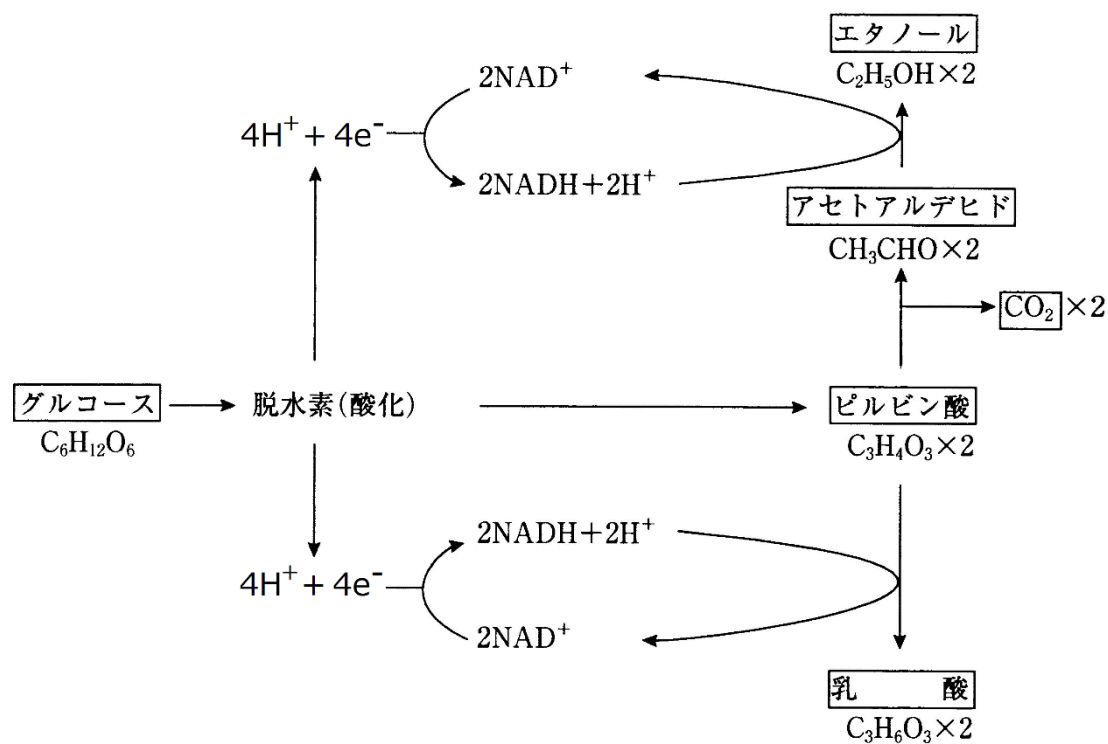 エタノール
C₂H₅OH×2
2NAD⁺
4H⁺ + 4e⁻
2NADH+2H⁺
アセトアルデヒド
CH₃CHO×2
CO₂ ×2
グルコース
C₆H₁₂O₆
脱水素(酸化)
ピルビン酸
C₃H₄O₃×2
2NADH+2H⁺
4H⁺ + 4e⁻
2NAD⁺
乳酸
C₃H₆O₃×2